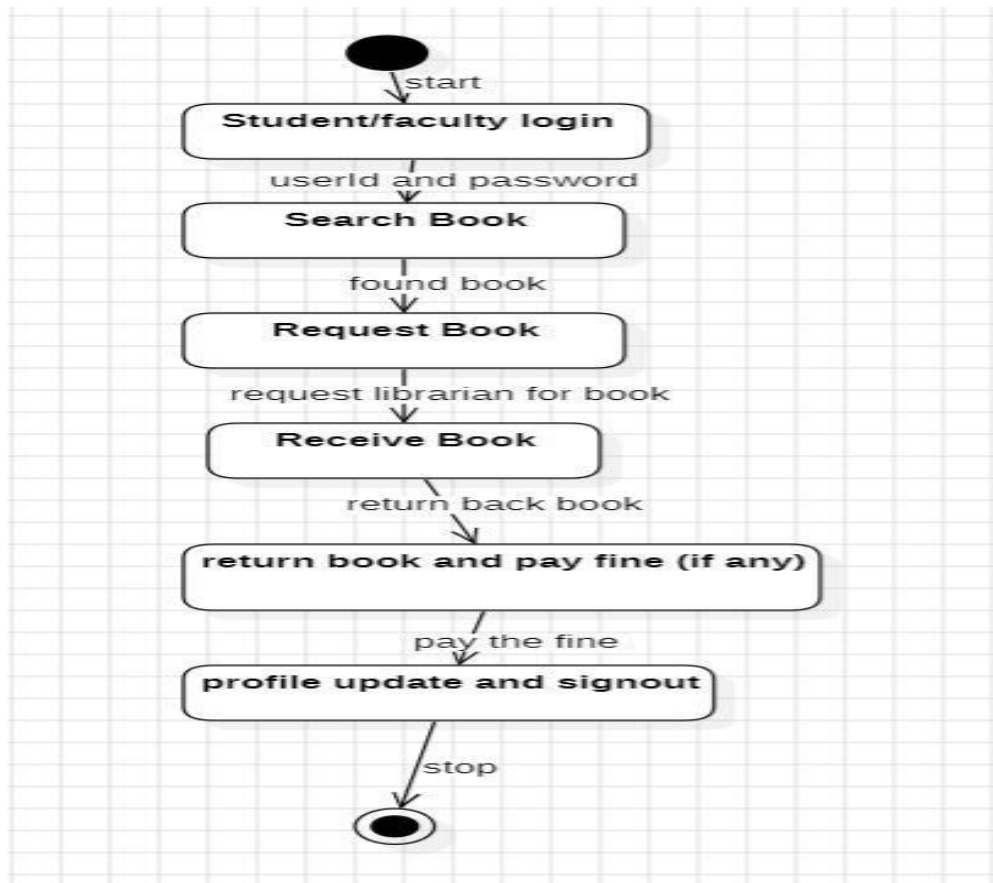 start
Student/faculty login
userId and password
Search Book
found book
Request Book
request librarian for book
Receive Book
return back book
return book and pay fine (if any)
pay the fine
profile update and signout
stop